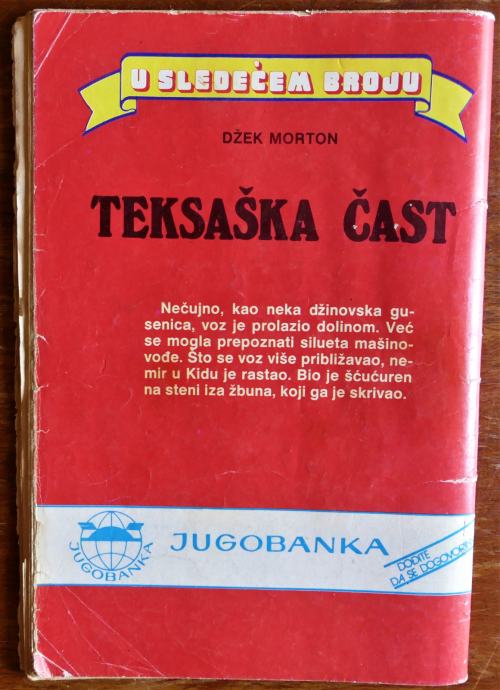 U SLEDEĆEM BROJU
DŽEK MORTON
TEKSAŠKA ČAST
Nečujno, kao neka džinovska gu-
senica, voz je prolazio dolinom. Već
se mogla prepoznati silueta mašino-
vođe. Što se voz više približavao, ne-
mir u Kidu je rastao. Bio je šćućuren
na steni iza žbuna, koji ga je skrivao.
JUGOBANKA
JUGOBANKA
DOĐITE
DA SE DOGOVORIMO